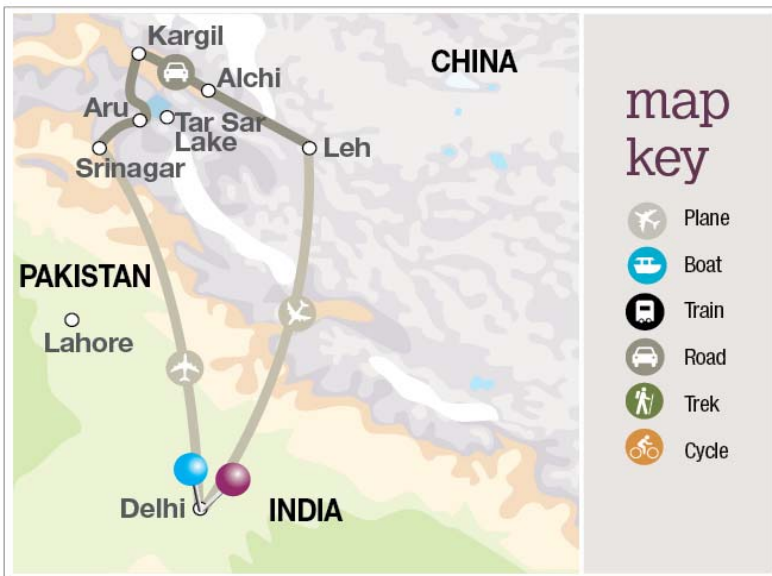 Kargil
Alchi
CHINA
Aru
Tar Sar
Lake
Srinagar
Leh
PAKISTAN
Lahore
Delhi
INDIA
map
key
Plane
Boat
Train
Road
Trek
Cycle